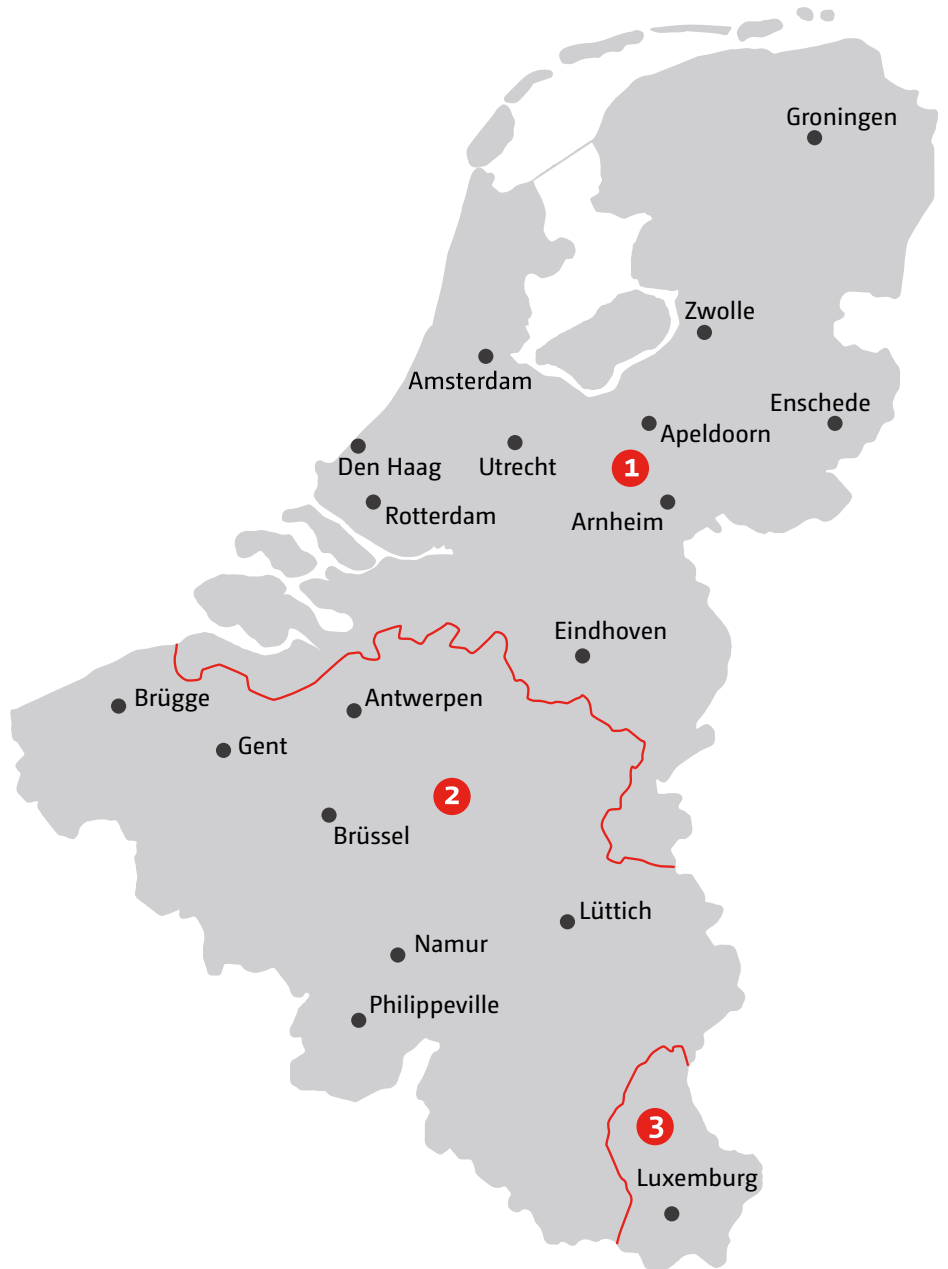 Groningen
Zwolle
Amsterdam
Enschede
Apeldoorn
Den Haag
Utrecht
1
Rotterdam
Arnheim
Eindhoven
Brügge
Antwerpen
Gent
2
Brüssel
Lüttich
Namur
Philippeville
3
Luxemburg